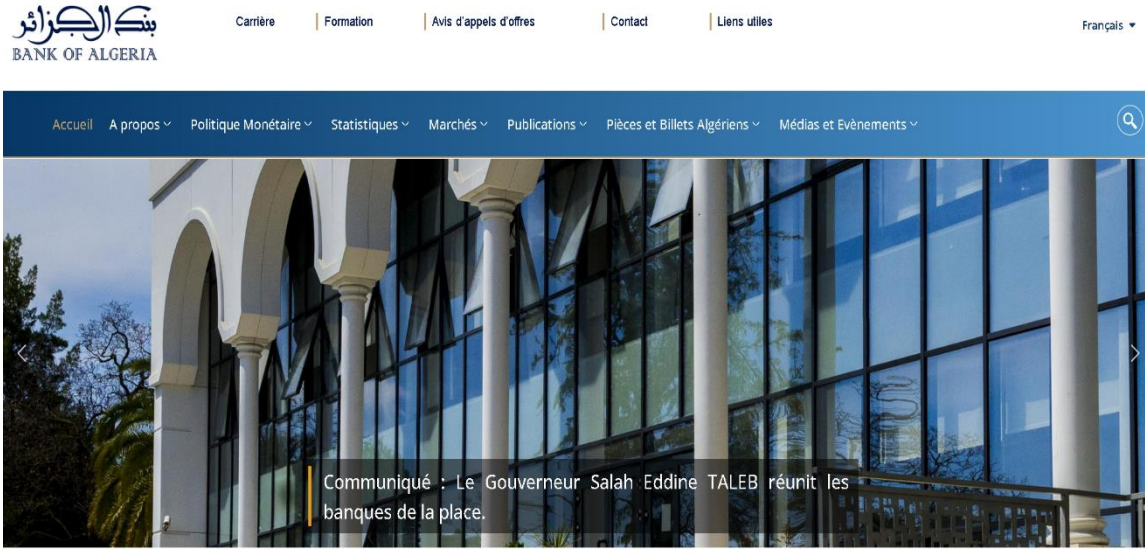 بنك الجزائر
BANK OF ALGERIA
Carrière
Formation
Avis d'appels d'offres
Contact
Liens utiles
Français
Accueil
A propos
Politique Monétaire
Statistiques
Marchés
Publications
Pièces et Billets Algériens
Médias et Evènements
Communiqué : Le Gouverneur Salah Eddine TALEB réunit les
banques de la place.